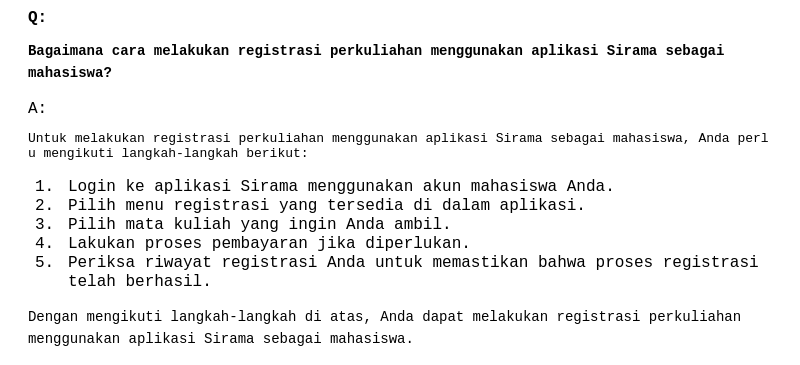 Q:
Bagaimana cara melakukan registrasi perkuliahan menggunakan aplikasi Sirama sebagai
mahasiswa?
A:
Untuk melakukan registrasi perkuliahan menggunakan aplikasi Sirama sebagai mahasiswa, Anda perl
u mengikuti langkah-langkah berikut:
1. Login ke aplikasi Sirama menggunakan akun mahasiswa Anda.
2. Pilih menu registrasi yang tersedia di dalam aplikasi.
3. Pilih mata kuliah yang ingin Anda ambil.
4. Lakukan proses pembayaran jika diperlukan.
5. Periksa riwayat registrasi Anda untuk memastikan bahwa proses registrasi
telah berhasil.
Dengan mengikuti langkah-langkah di atas, Anda dapat melakukan registrasi perkuliahan
menggunakan aplikasi Sirama sebagai mahasiswa.